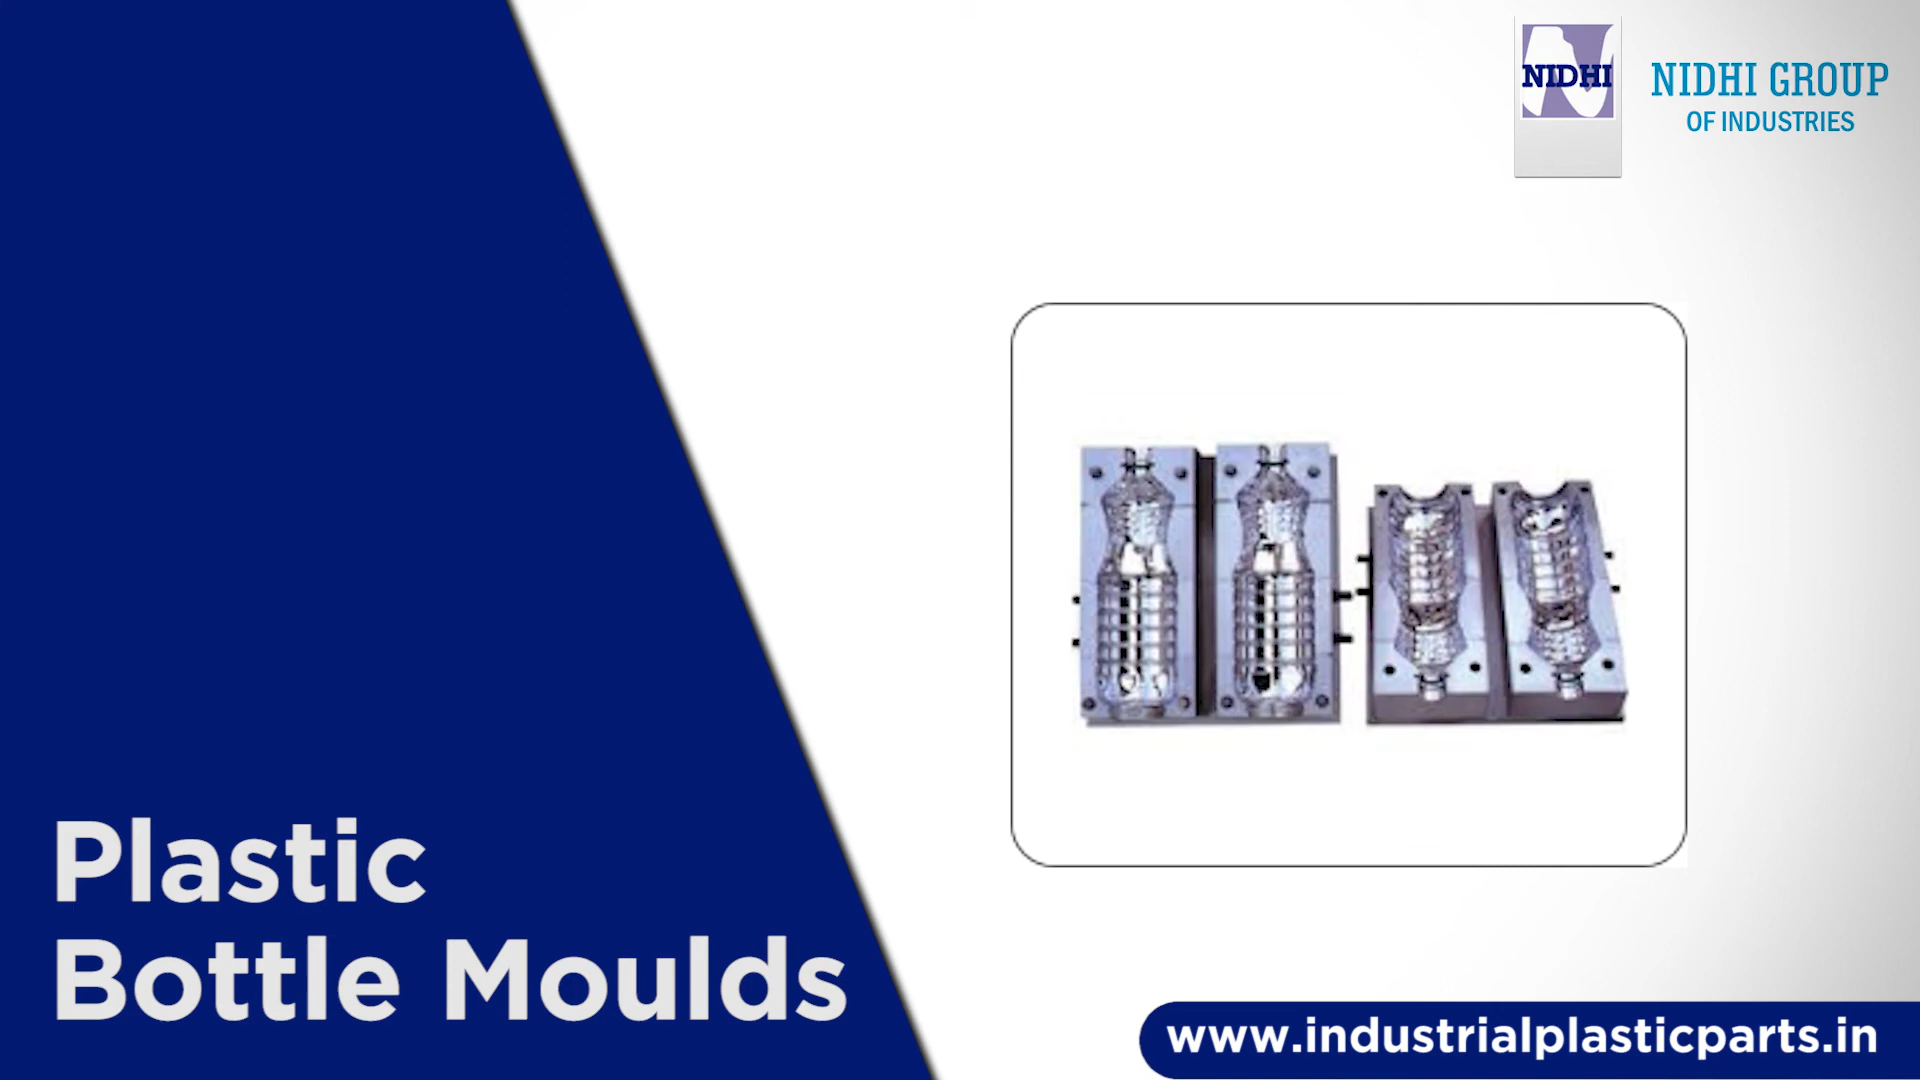 NIDHI
NIDHI GROUP
OF INDUSTRIES
Plastic
Bottle Moulds
www.industrialplasticparts.in